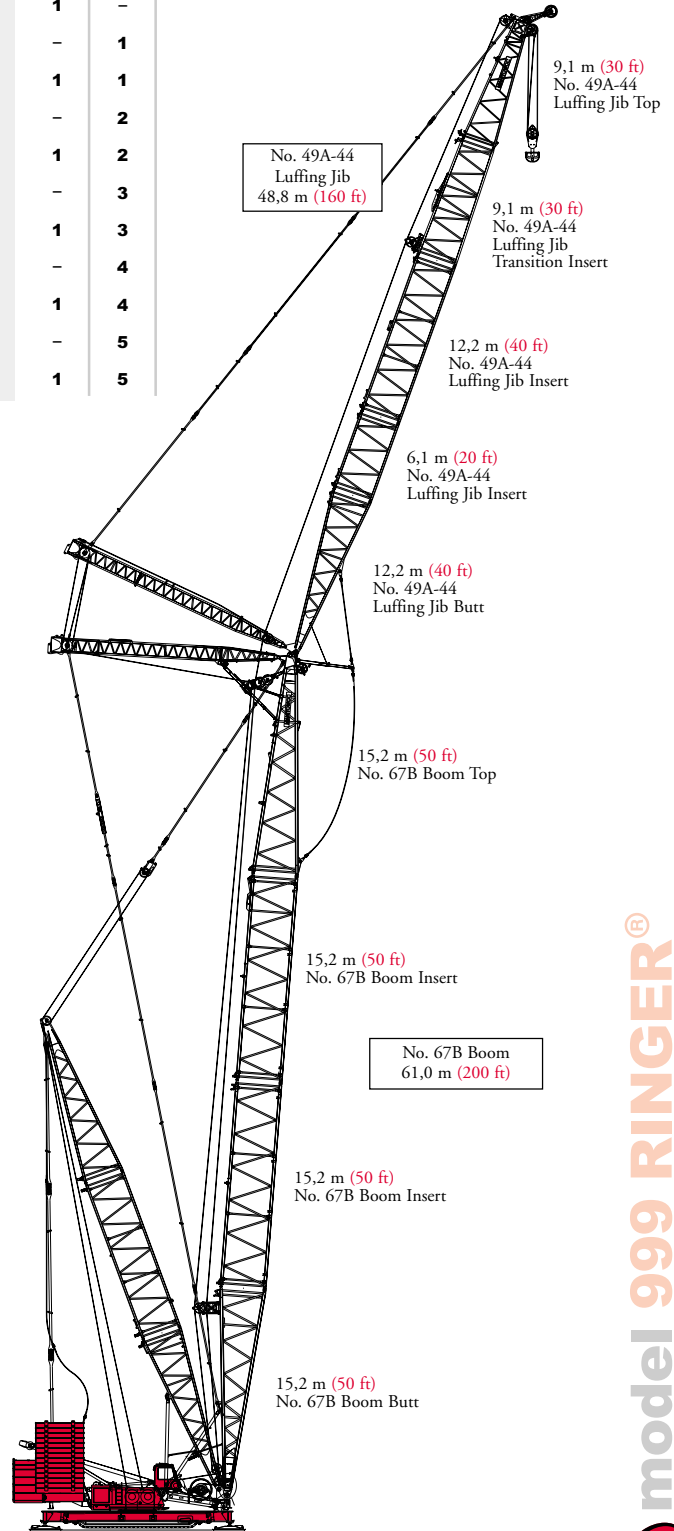 1 –
– 1
1 1
– 2
1 2
– 3
1 3
– 4
1 4
– 5
1 5
9,1 m (30 ft)
No. 49A-44
Luffing Jib Top
No. 49A-44
Luffing Jib
48,8 m (160 ft)
9,1 m (30 ft)
No. 49A-44
Luffing Jib
Transition Insert
12,2 m (40 ft)
No. 49A-44
Luffing Jib Insert
6,1 m (20 ft)
No. 49A-44
Luffing Jib Insert
12,2 m (40 ft)
No. 49A-44
Luffing Jib Butt
15,2 m (50 ft)
No. 67B Boom Top
15,2 m (50 ft)
No. 67B Boom Insert
No. 67B Boom
61,0 m (200 ft)
15,2 m (50 ft)
No. 67B Boom Insert
15,2 m (50 ft)
No. 67B Boom Butt
model 999 RINGER®